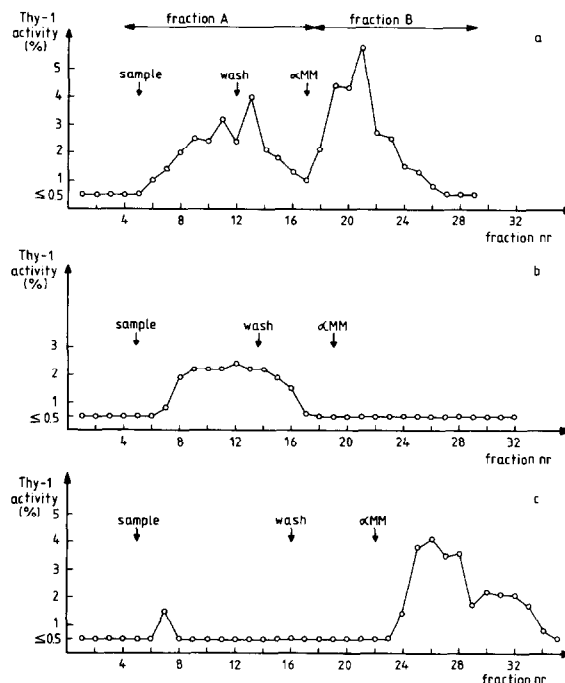 fraction A fraction B
Thy-1
activity
(%)
a
sample wash αMM
5
4
3
2
1
≤0.5
4 8 12 16 20 24 28 32
fraction nr
Thy-1
activity
(%)
b
sample wash αMM
3
2
1
≤0.5
4 8 12 16 20 24 28 32
fraction nr
Thy-1
activity
(%)
c
sample wash αMM
5
4
3
2
1
≤0.5
4 8 12 16 20 24 28 32
fraction nr